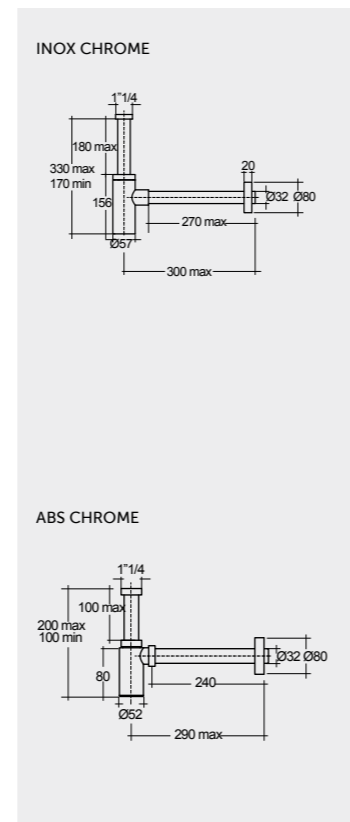 INOX CHROME
1"1/4
180 max
330 max
170 min
20
156
Ø32 Ø80
270 max
Ø57
300 max
ABS CHROME
1"1/4
100 max
200 max
100 min
Ø32 Ø80
80
240
Ø52
290 max